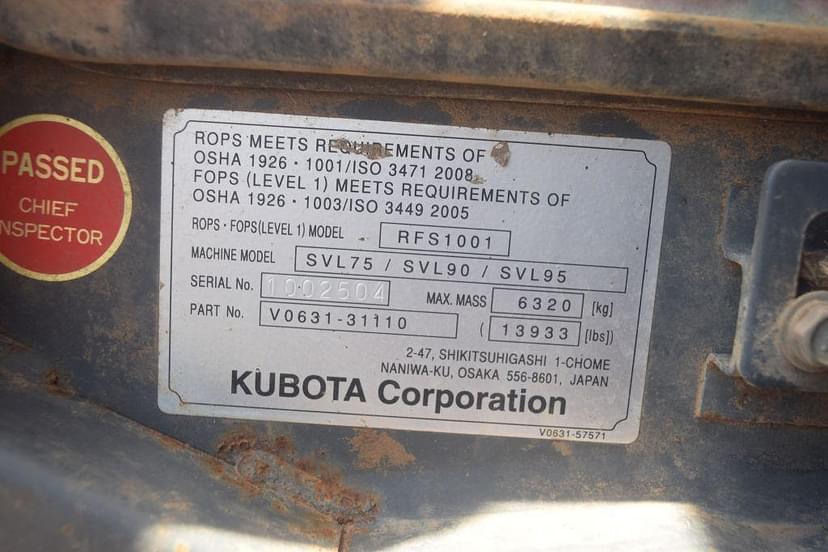 PASSED
CHIEF
INSPECTOR
ROPS MEETS REQUIREMENTS OF
OSHA 1926・1001/ISO 3471 2008
FOPS (LEVEL 1) MEETS REQUIREMENTS OF
OSHA 1926・1003/ISO 3449 2005
ROPS・FOPS(LEVEL 1) MODEL RFS1001
MACHINE MODEL SVL75 / SVL90 / SVL95
SERIAL No. 1002504 MAX. MASS 6320 [kg]
PART No. V0631-31110 ( 13933 [lbs])
2-47, SHIKITSUHIGASHI 1-CHOME
NANIWA-KU, OSAKA 556-8601, JAPAN
KUBOTA Corporation
V0631-57571